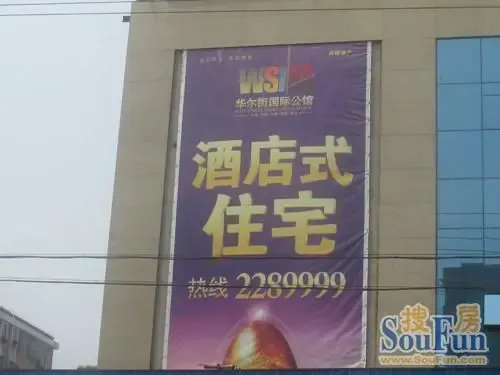 WSI
华尔街国际公馆
酒店式
住宅
热线 2289999
搜房
SouFun
www.SouFun.com